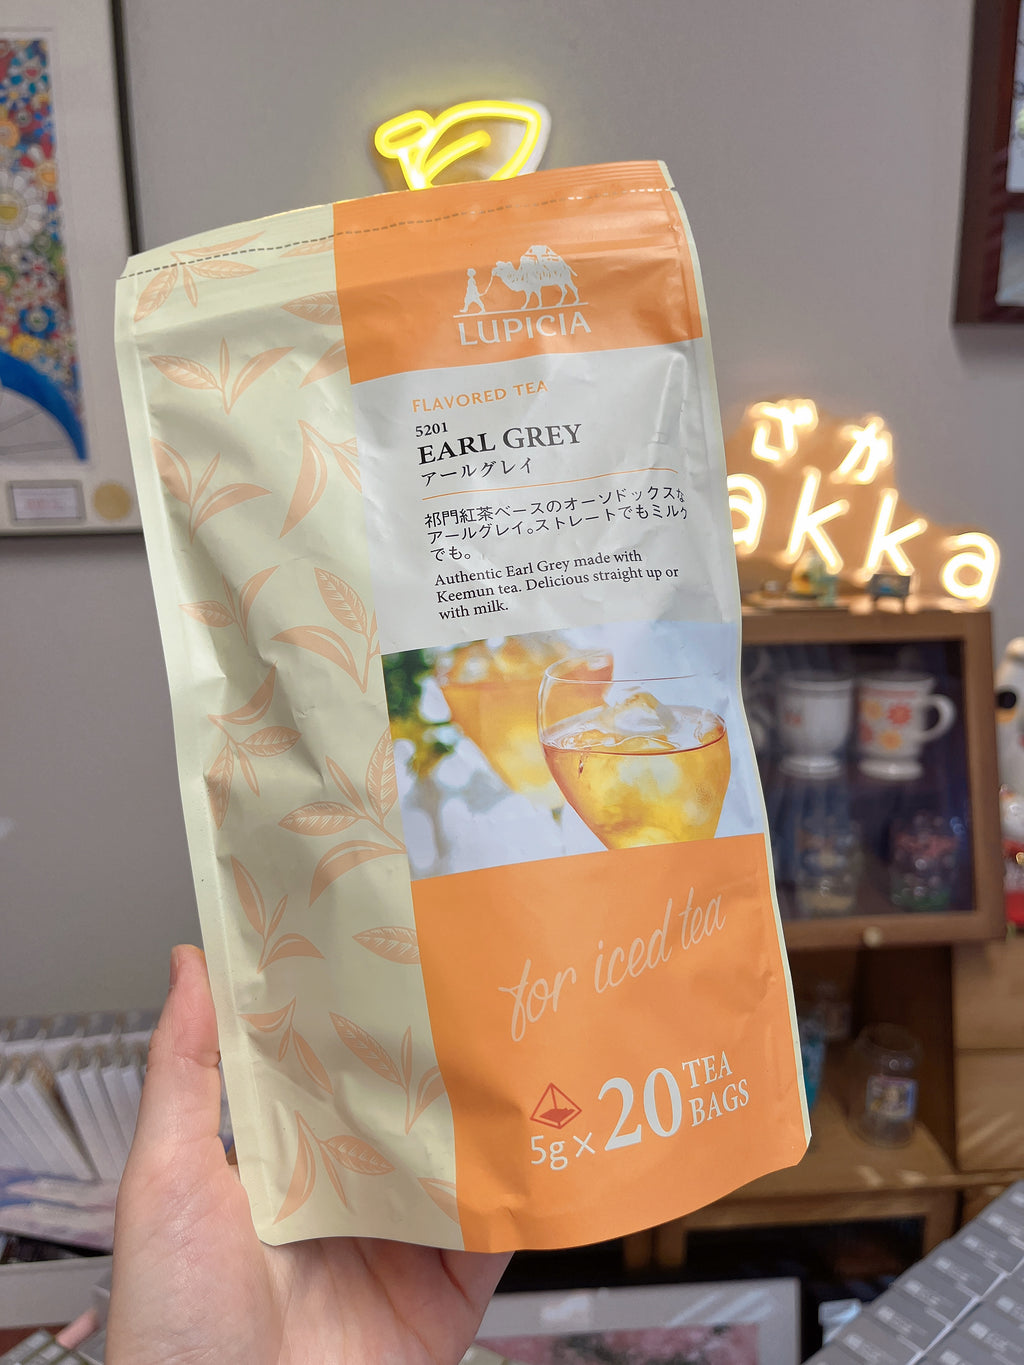 LUPICIA
FLAVORED TEA
5201
EARL GREY
アールグレイ
祁門紅茶ベースのオーソドックスな
アールグレイ。ストレートでもミルク
でも。
Authentic Earl Grey made with
Keemun tea. Delicious straight up or
with milk.
for iced tea
5g×20 TEA
BAGS
ざか
akka